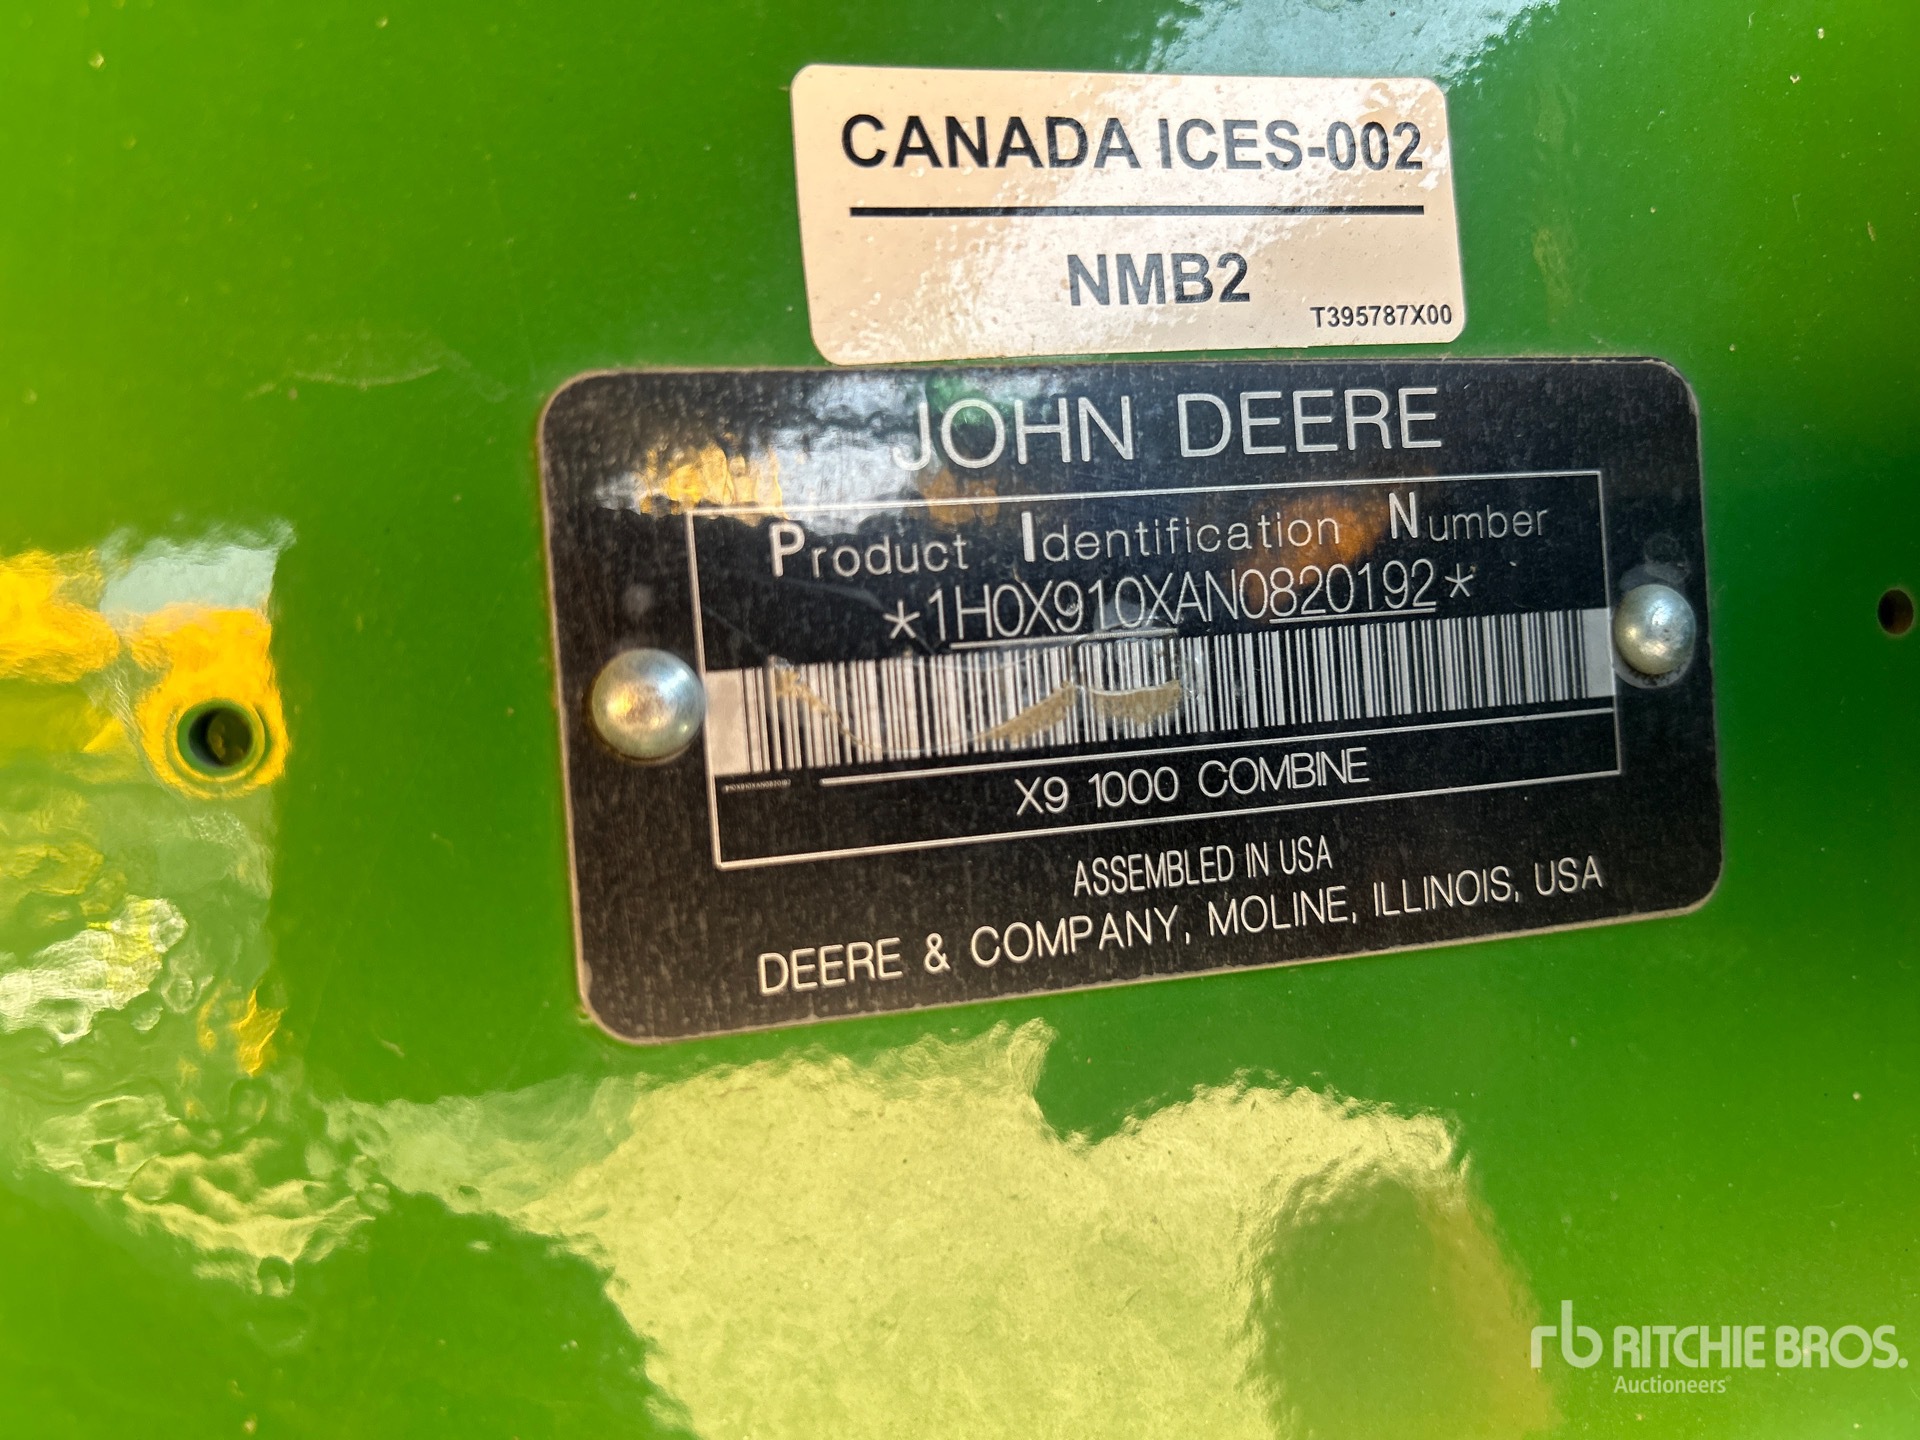 CANADA ICES-002
NMB2
T395787X00
JOHN DEERE
Product Identification Number
*1H0X910XAN0820192*
X9 1000 COMBINE
ASSEMBLED IN USA
DEERE & COMPANY, MOLINE, ILLINOIS, USA
rb RITCHIE BROS.
Auctioneers